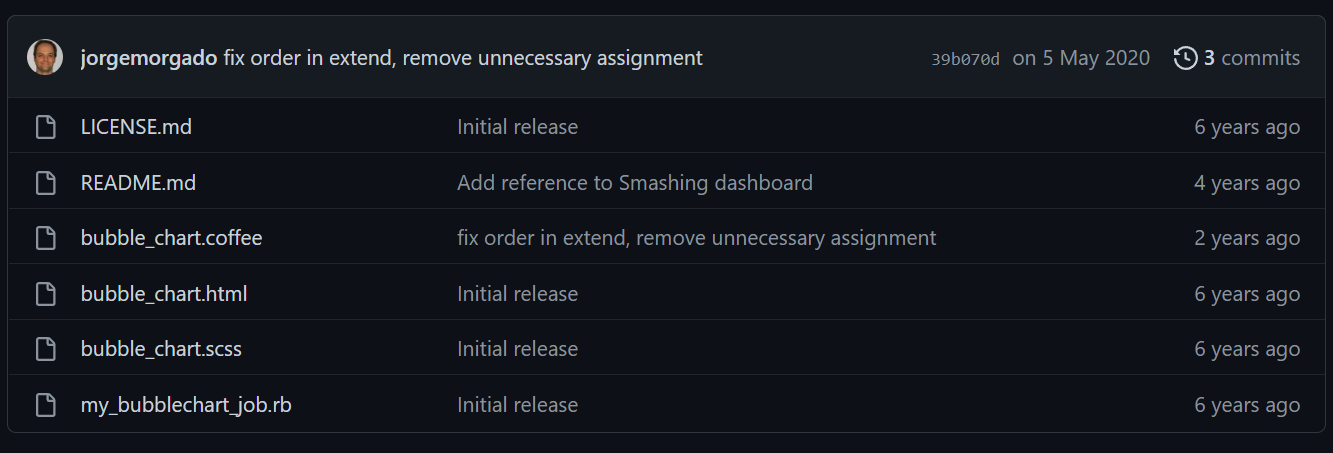 jorgemorgado fix order in extend, remove unnecessary assignment 39b070d on 5 May 2020 3 commits
LICENSE.md Initial release 6 years ago
README.md Add reference to Smashing dashboard 4 years ago
bubble_chart.coffee fix order in extend, remove unnecessary assignment 2 years ago
bubble_chart.html Initial release 6 years ago
bubble_chart.scss Initial release 6 years ago
my_bubblechart_job.rb Initial release 6 years ago